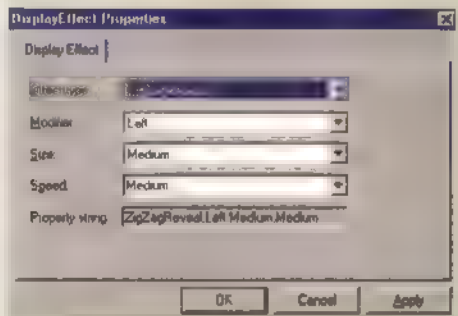 DisplayEffect Properties
Display Effect
Modifier Left
Size Medium
Speed Medium
Property string ZigZagReveal.Left.Medium.Medium
OK Cancel Apply